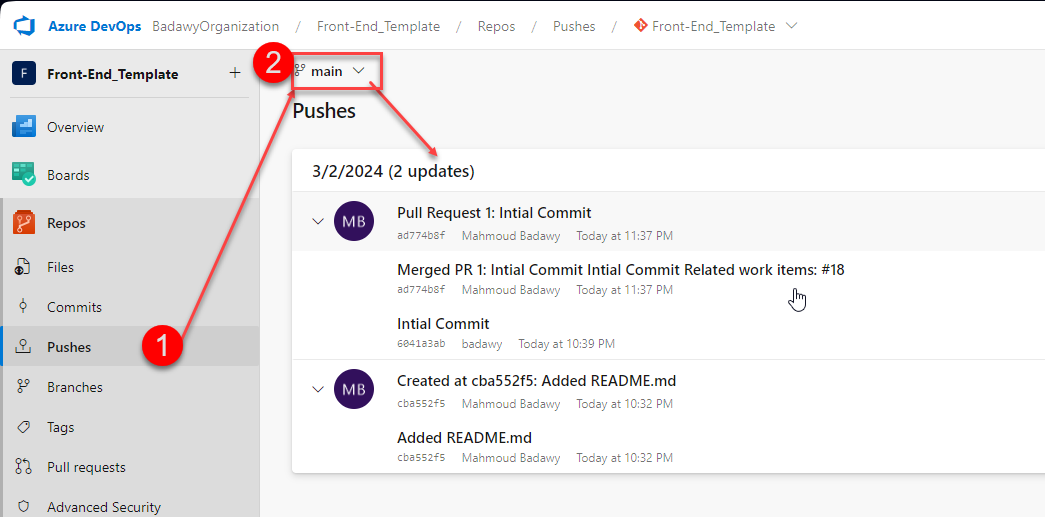 Azure DevOps BadawyOrganization / Front-End_Template / Repos / Pushes / Front-End_Template
F Front-End_Template +
2 main
Pushes
Overview
Boards
Repos
Files
Commits
1
Pushes
Branches
Tags
Pull requests
Advanced Security
3/2/2024 (2 updates)
MB
Pull Request 1: Intial Commit
ad774b8f Mahmoud Badawy Today at 11:37 PM
Merged PR 1: Intial Commit Intial Commit Related work items: #18
ad774b8f Mahmoud Badawy Today at 11:37 PM
Intial Commit
6041a3ab badawy Today at 10:39 PM
MB
Created at cba552f5: Added README.md
cba552f5 Mahmoud Badawy Today at 10:32 PM
Added README.md
cba552f5 Mahmoud Badawy Today at 10:32 PM